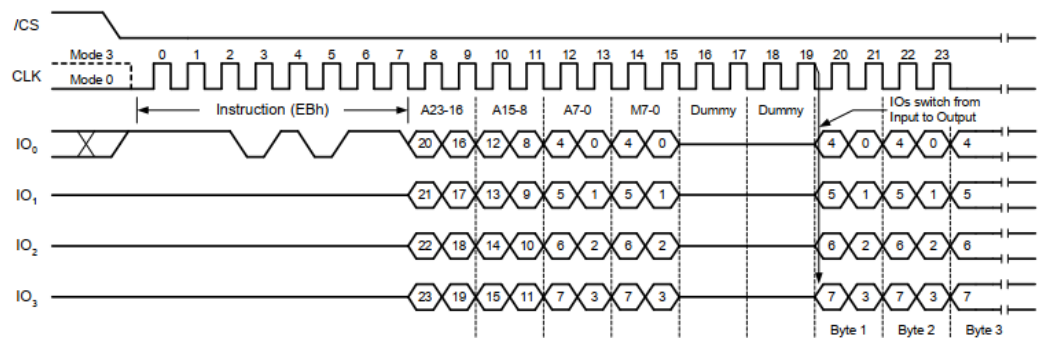 /CS
Mode 3 0 1 2 3 4 5 6 7 8 9 10 11 12 13 14 15 16 17 18 19 20 21 22 23
CLK Mode 0
Instruction (EBh) A23-16 A15-8 A7-0 M7-0 Dummy Dummy
IOs switch from
Input to Output
IO0 20 16 12 8 4 0 4 0 4 0 4 0 4
IO1 21 17 13 9 5 1 5 1 5 1 5 1 5
IO2 22 18 14 10 6 2 6 2 6 2 6 2 6
IO3 23 19 15 11 7 3 7 3 7 3 7 3 7
Byte 1 Byte 2 Byte 3